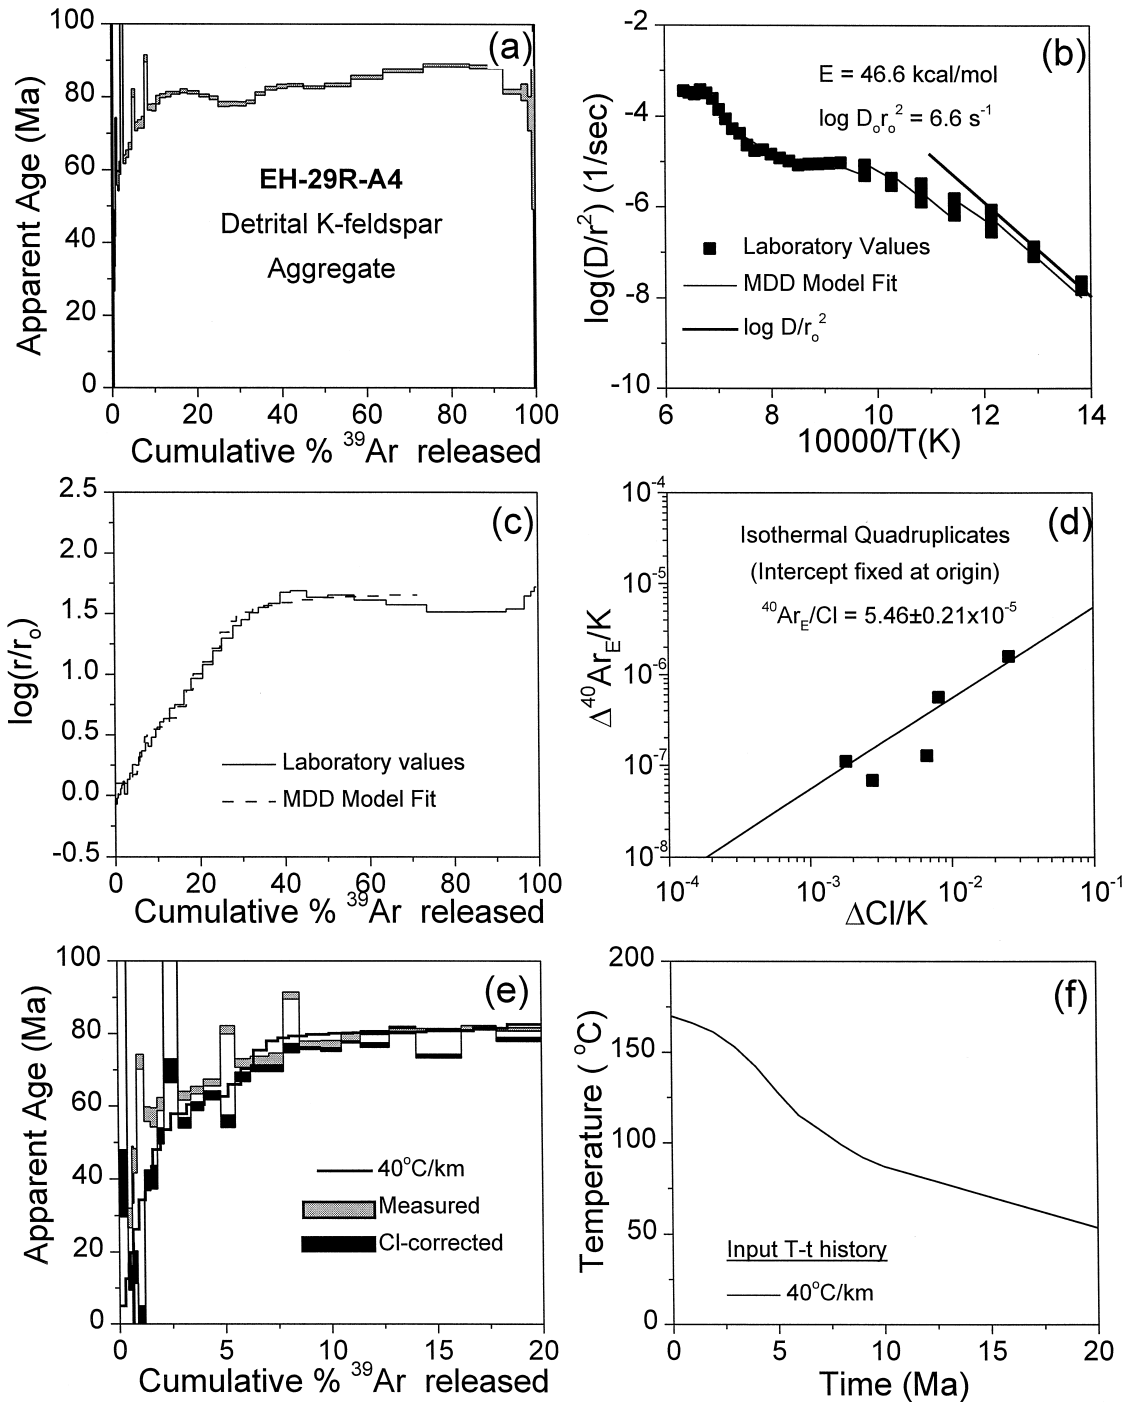 (a)
100
80
60
40
20
0
Apparent Age (Ma)
EH-29R-A4
Detrital K-feldspar
Aggregate
0 20 40 60 80 100
Cumulative % ³⁹Ar released
(b)
-2
-4
-6
-8
-10
log(D/r²) (1/sec)
E = 46.6 kcal/mol
log Dₒrₒ² = 6.6 s⁻¹
Laboratory Values
MDD Model Fit
log D/rₒ²
6 8 10 12 14
10000/T(K)
(c)
2.5
2.0
1.5
1.0
0.5
0.0
-0.5
log(r/rₒ)
Laboratory values
MDD Model Fit
0 20 40 60 80 100
Cumulative % ³⁹Ar released
(d)
10⁻⁴
10⁻⁵
10⁻⁶
10⁻⁷
10⁻⁸
Δ⁴⁰Ar_E/K
Isothermal Quadruplicates
(Intercept fixed at origin)
⁴⁰Ar_E/Cl = 5.46±0.21x10⁻⁵
10⁻⁴ 10⁻³ 10⁻² 10⁻¹
ΔCl/K
(e)
100
80
60
40
20
0
Apparent Age (Ma)
40°C/km
Measured
Cl-corrected
0 5 10 15 20
Cumulative % ³⁹Ar released
(f)
200
150
100
50
0
Temperature ( °C)
Input T-t history
40°C/km
0 5 10 15 20
Time (Ma)